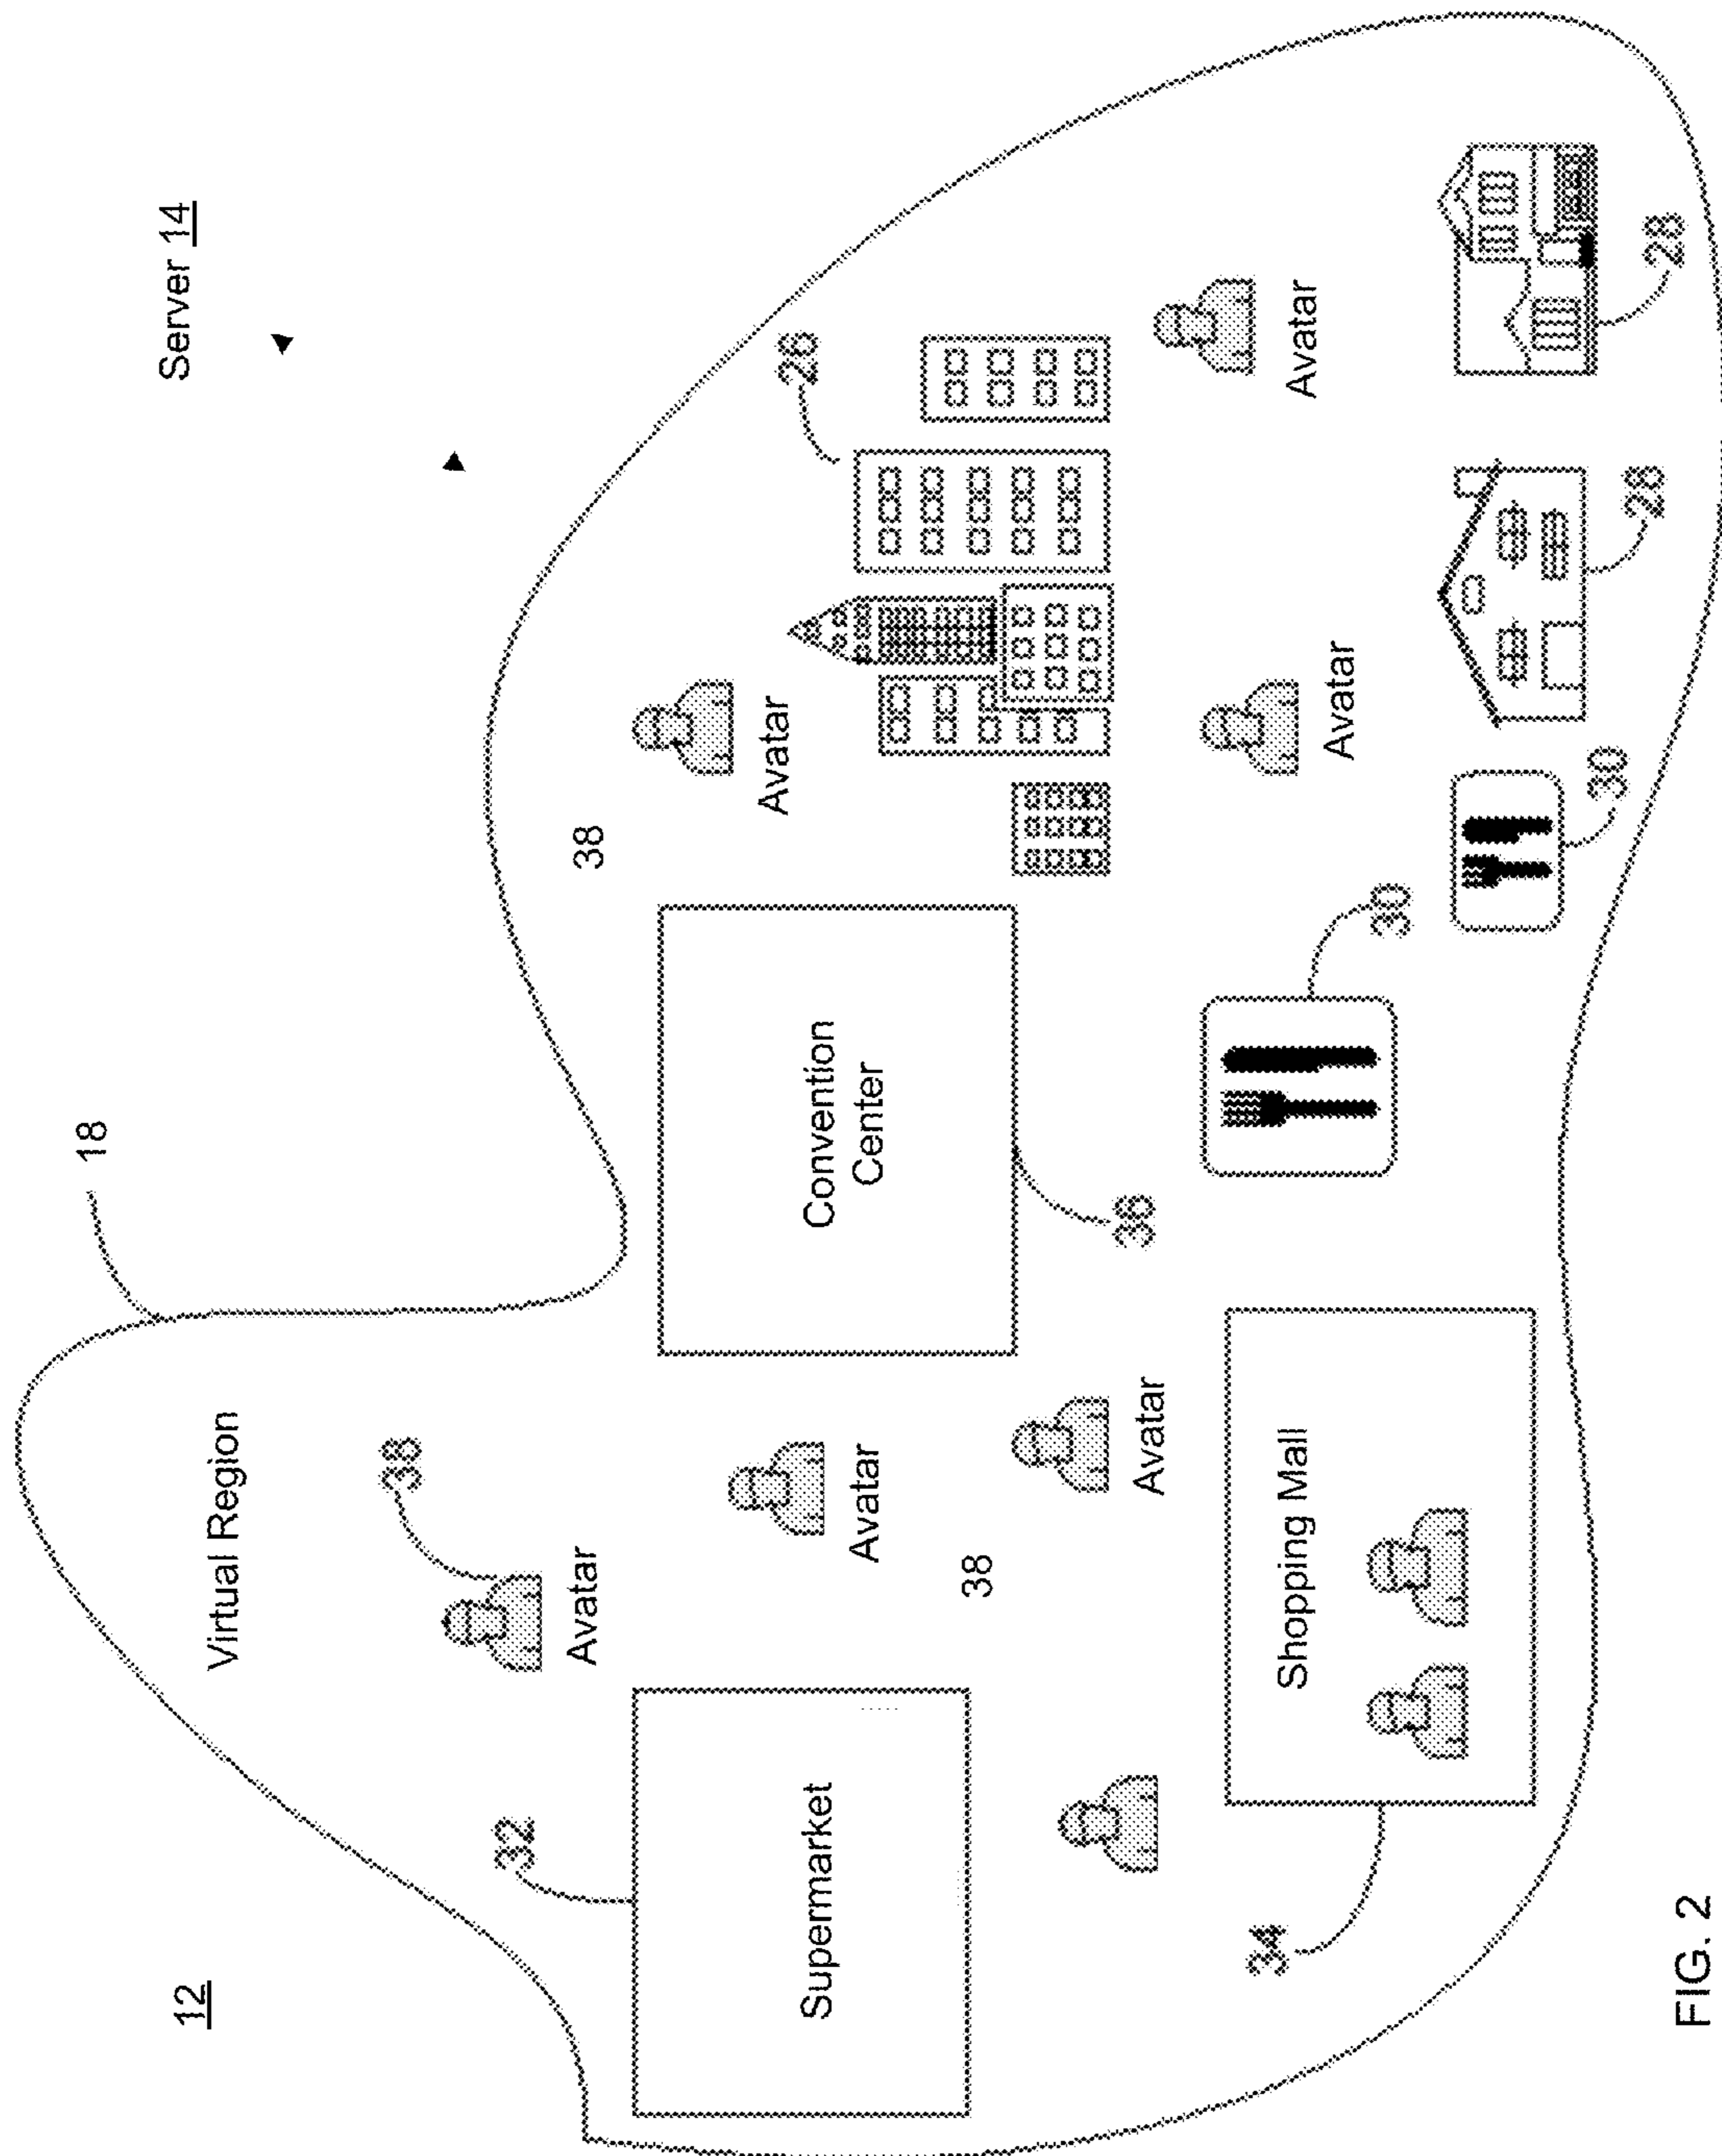 12
Server 14
18
Virtual Region
38
Avatar
32
Supermarket
Avatar
38
Avatar
Convention
Center
36
38
Avatar
26
Avatar
Avatar
34
Shopping Mall
30
30
28
28
FIG. 2